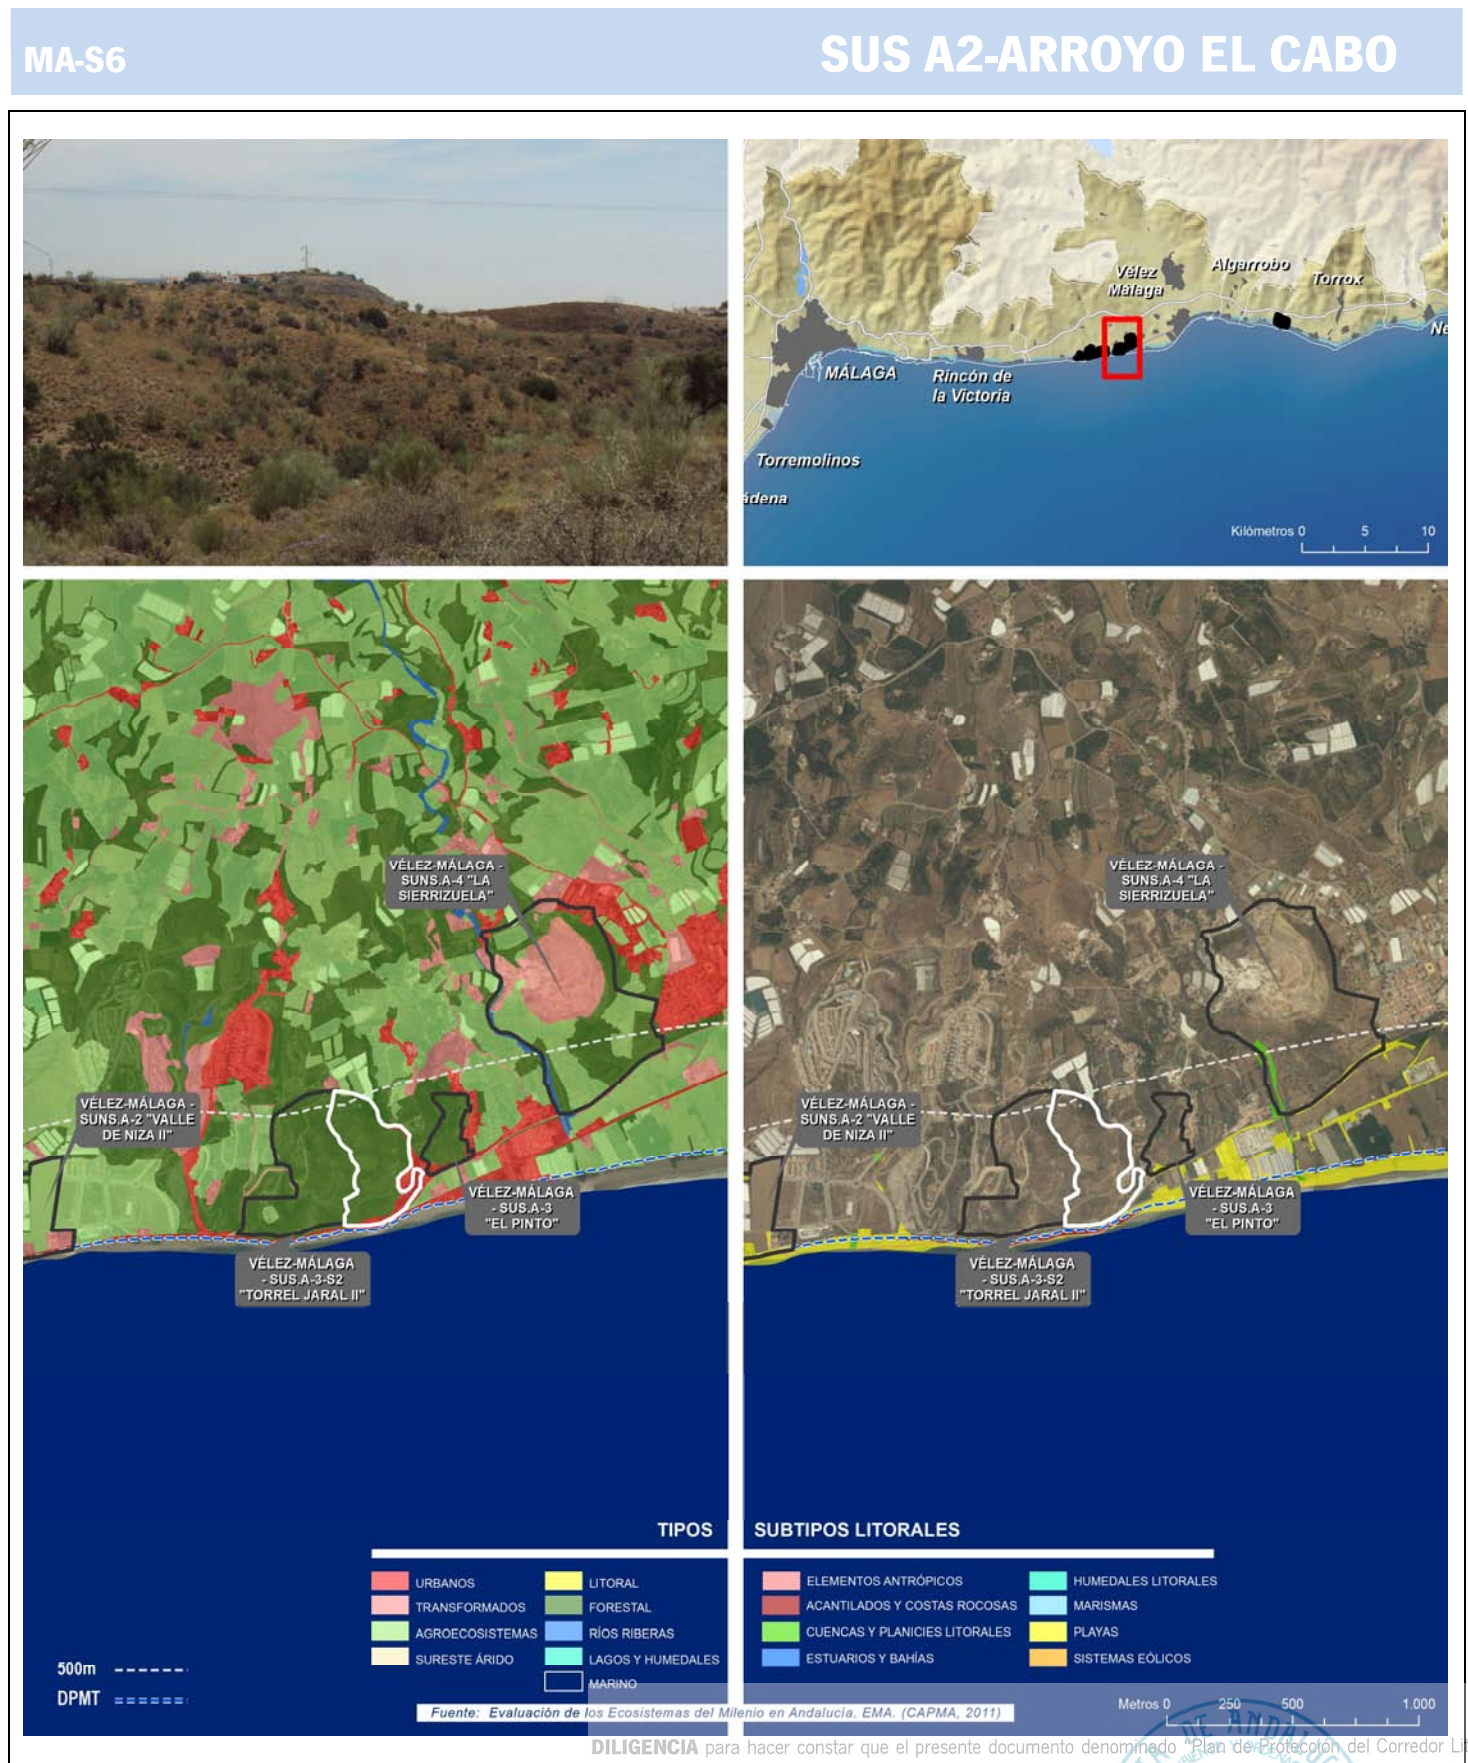 MA-S6
SUS A2-ARROYO EL CABO
Vélez
Málaga
Algarrobo
Torrox
Ne
MÁLAGA
Rincón de
la Victoria
Torremolinos
ádena
Kilómetros 0 5 10
VÉLEZ-MÁLAGA -
SUNS.A-4 "LA
SIERRIZUELA"
VÉLEZ-MÁLAGA -
SUNS.A-2 "VALLE
DE NIZA II"
VÉLEZ-MÁLAGA
- SUS.A-3
"EL PINTO"
VÉLEZ-MÁLAGA
- SUS.A-3-S2
"TORREL JARAL II"
VÉLEZ-MÁLAGA -
SUNS.A-4 "LA
SIERRIZUELA"
VÉLEZ-MÁLAGA -
SUNS.A-2 "VALLE
DE NIZA II"
VÉLEZ-MÁLAGA
- SUS.A-3
"EL PINTO"
VÉLEZ-MÁLAGA
- SUS.A-3-S2
"TORREL JARAL II"
TIPOS
URBANOS
TRANSFORMADOS
AGROECOSISTEMAS
SURESTE ÁRIDO
LITORAL
FORESTAL
RÍOS RIBERAS
LAGOS Y HUMEDALES
MARINO
SUBTIPOS LITORALES
ELEMENTOS ANTRÓPICOS
ACANTILADOS Y COSTAS ROCOSAS
CUENCAS Y PLANICIES LITORALES
ESTUARIOS Y BAHÍAS
HUMEDALES LITORALES
MARISMAS
PLAYAS
SISTEMAS EÓLICOS
500m
DPMT
Fuente: Evaluación de los Ecosistemas del Milenio en Andalucía. EMA. (CAPMA, 2011)
Metros 0 250 500 1.000
DILIGENCIA para hacer constar que el presente documento denominado "Plan de Protección del Corredor Lit
DE ANDA